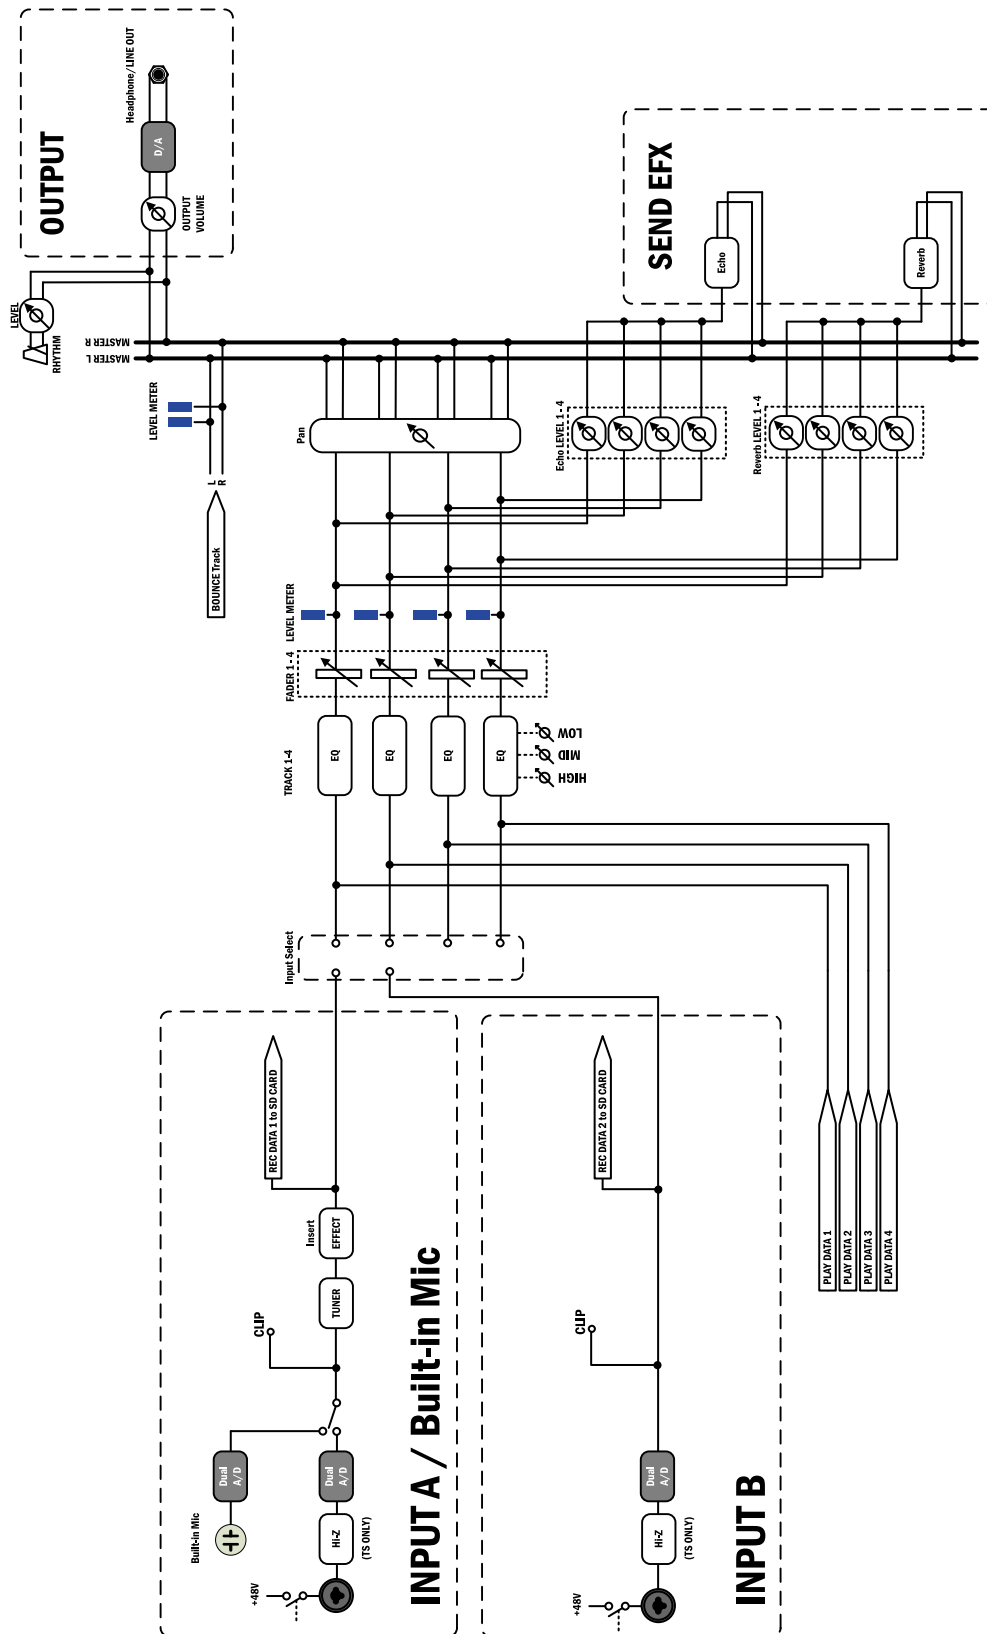 OUTPUT
Headphone/LINE OUT
D/A
OUTPUT
VOLUME
LEVEL
RHYTHM
MASTER R
MASTER L
LEVEL METER
L
R
BOUNCE Track
Pan
SEND EFX
Echo
Reverb
Echo LEVEL 1 - 4
Reverb LEVEL 1 - 4
LEVEL METER
FADER 1 - 4
TRACK 1-4
EQ
EQ
EQ
EQ
LOW
MID
HIGH
Input Select
INPUT A / Built-in Mic
REC DATA 1 to SD CARD
Insert
EFFECT
TUNER
CLIP
Dual
A/D
Dual
A/D
Built-in Mic
Hi-Z
(TS ONLY)
+48V
INPUT B
REC DATA 2 to SD CARD
CLIP
Dual
A/D
Hi-Z
(TS ONLY)
+48V
PLAY DATA 1
PLAY DATA 2
PLAY DATA 3
PLAY DATA 4